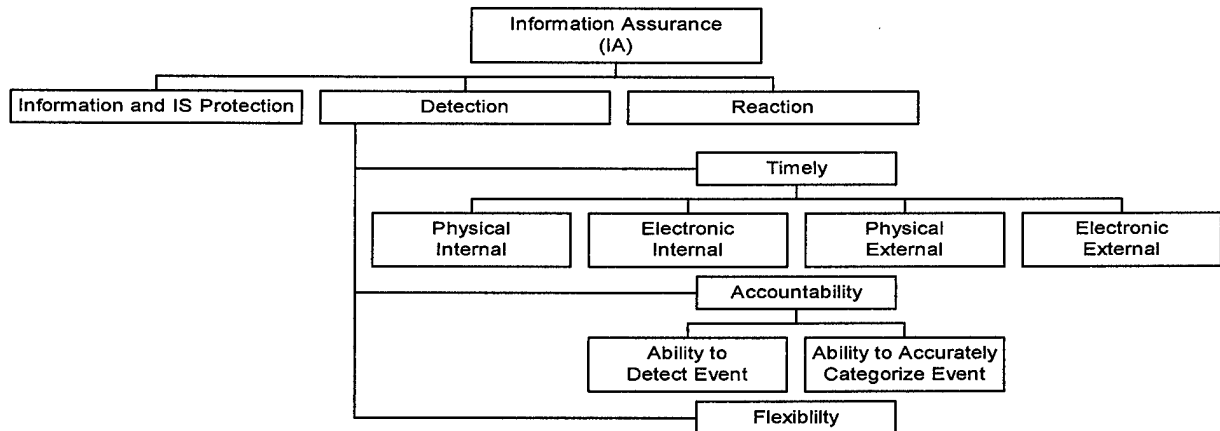 Information Assurance
(IA)
Information and IS Protection
Detection
Reaction
Timely
Physical
Internal
Electronic
Internal
Physical
External
Electronic
External
Accountability
Ability to
Detect Event
Ability to Accurately
Categorize Event
Flexiblilty